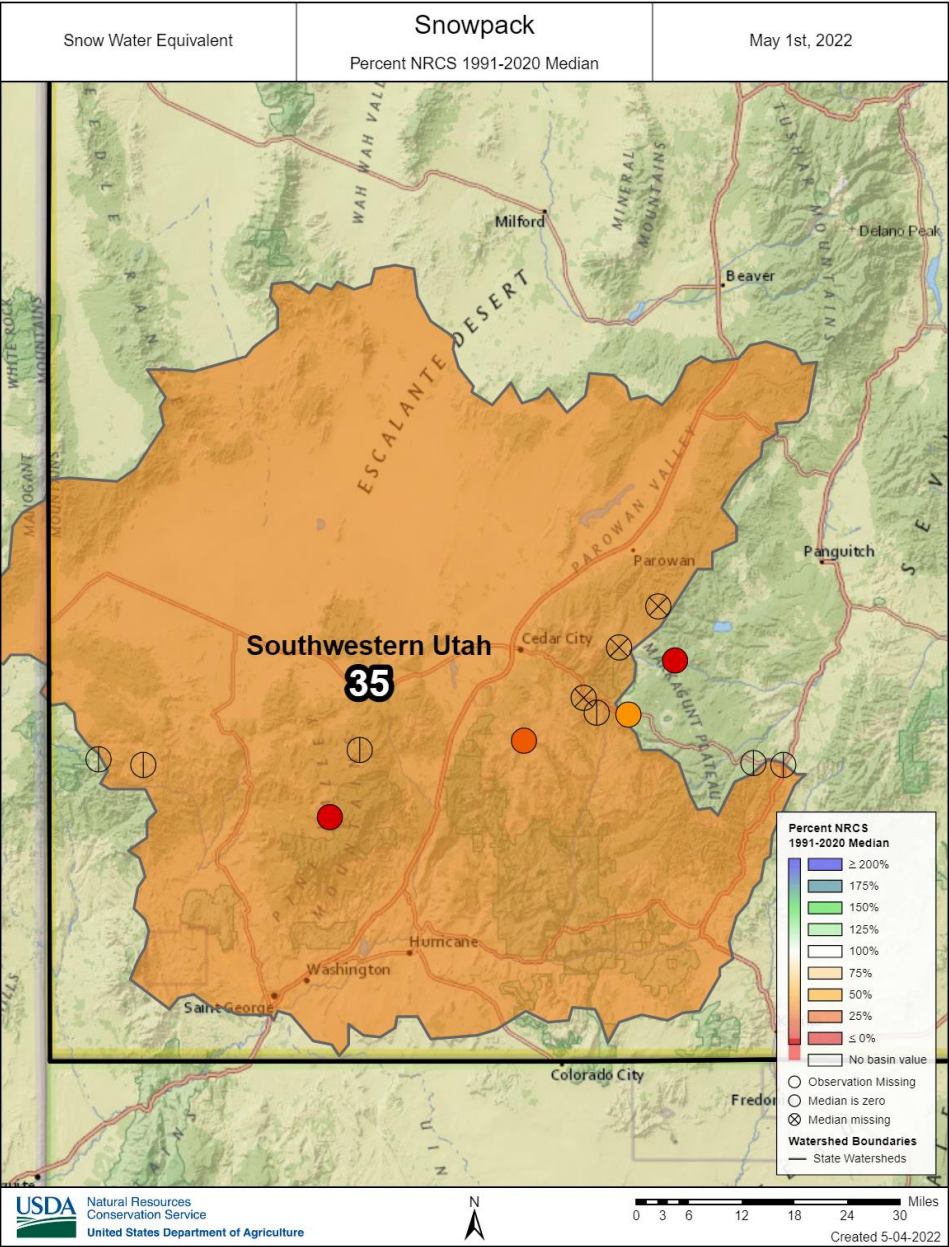 Snow Water Equivalent
Snowpack
Percent NRCS 1991-2020 Median
May 1st, 2022
WAH WAH VALL
TUSHAR MOUNTAINS
MINERAL
MOUNTAINS
Milford
Delano Peak
Beaver
WHITE ROCK
MOUNTAINS
ESCALANTE DESERT
MAHOGANY
MOUNTAINS
PAROWAN VALLEY
Parowan
Panguitch
S E V
Cedar City
Southwestern Utah
35
MARKAGUNT PLATEAU
PINE VALLEY
MOUNTAINS
Hurricane
Washington
Saint George
Colorado City
Fredon
Percent NRCS
1991-2020 Median
≥ 200%
175%
150%
125%
100%
75%
50%
25%
≤ 0%
No basin value
Observation Missing
Median is zero
Median missing
Watershed Boundaries
State Watersheds
USDA
Natural Resources
Conservation Service
United States Department of Agriculture
N
Miles
0 3 6 12 18 24 30
Created 5-04-2022